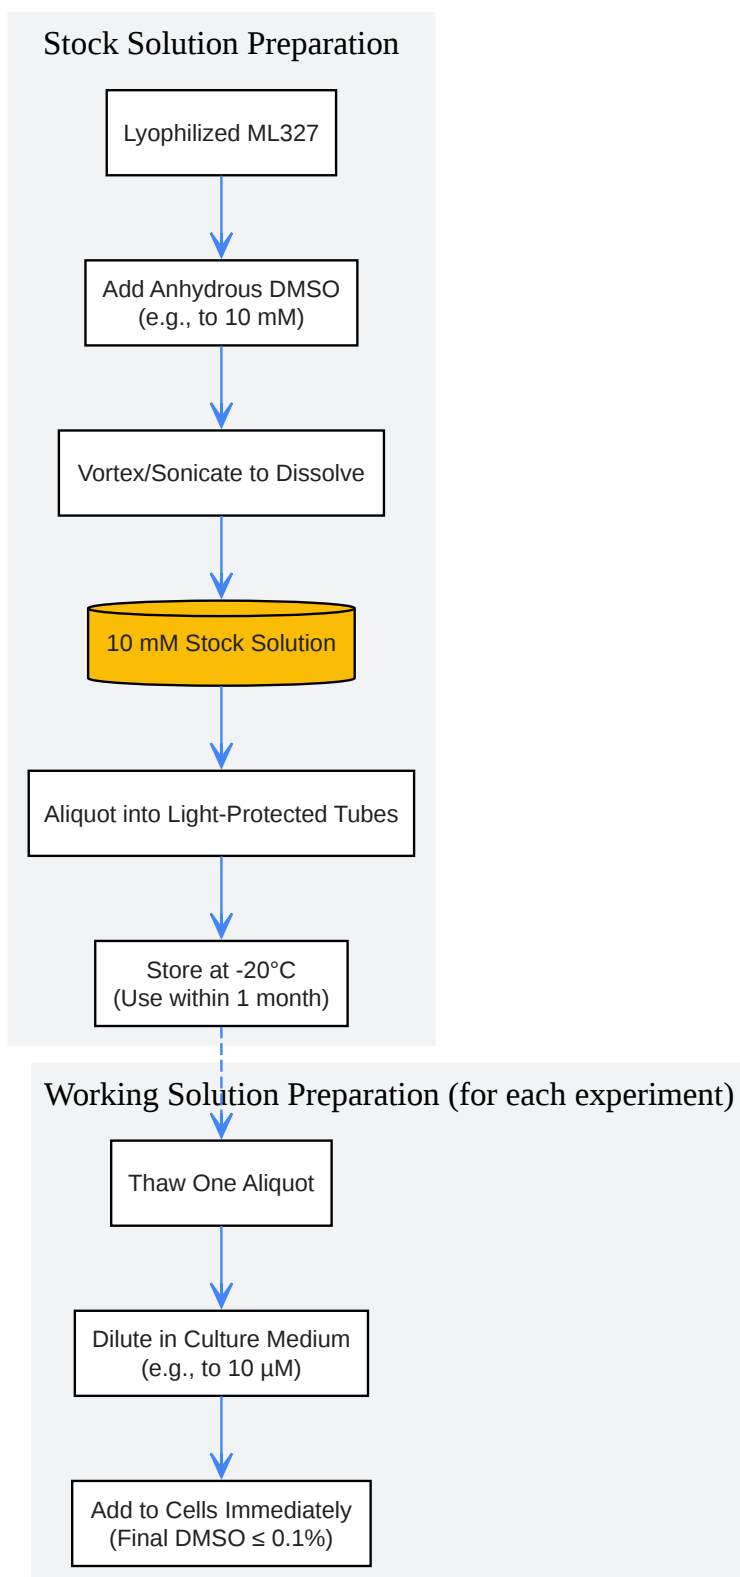 Stock Solution Preparation
Lyophilized ML327
Add Anhydrous DMSO
(e.g., to 10 mM)
Vortex/Sonicate to Dissolve
10 mM Stock Solution
Aliquot into Light-Protected Tubes
Store at -20°C
(Use within 1 month)
Working Solution Preparation (for each experiment)
Thaw One Aliquot
Dilute in Culture Medium
(e.g., to 10 µM)
Add to Cells Immediately
(Final DMSO ≤ 0.1%)